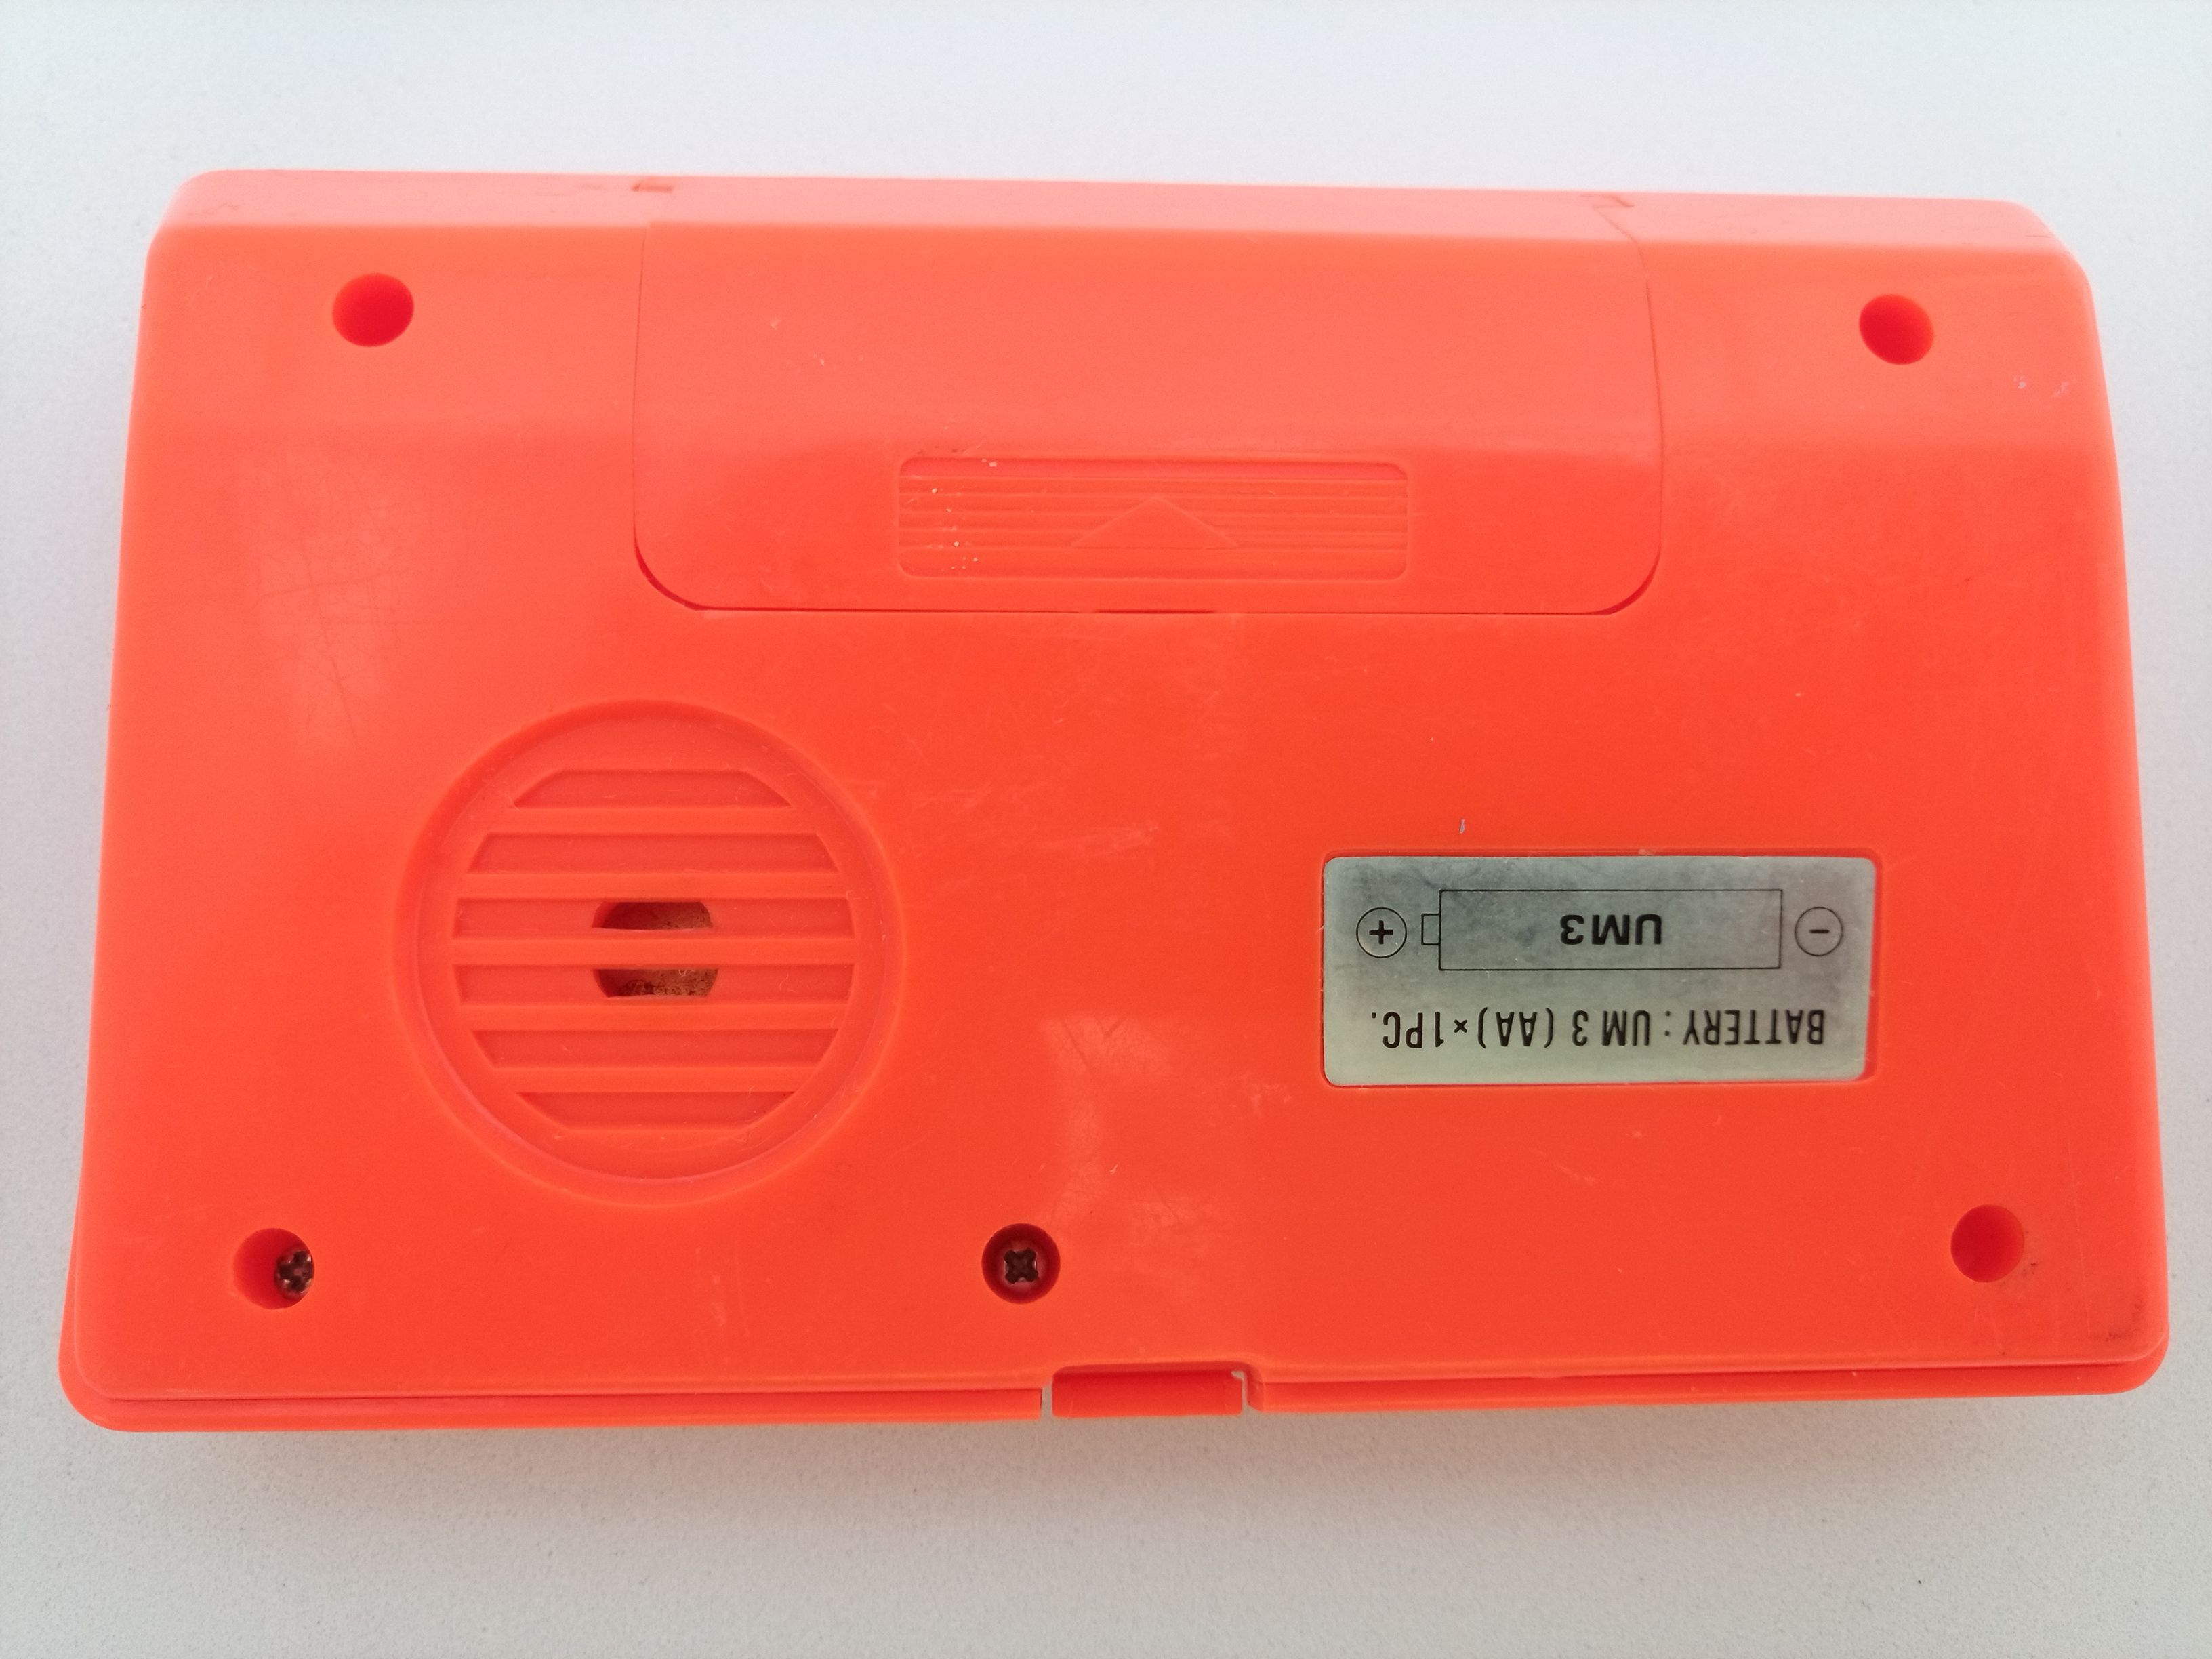 BATTERY : UM 3 (AA)×1PC.
⊖ UM3 ⊕